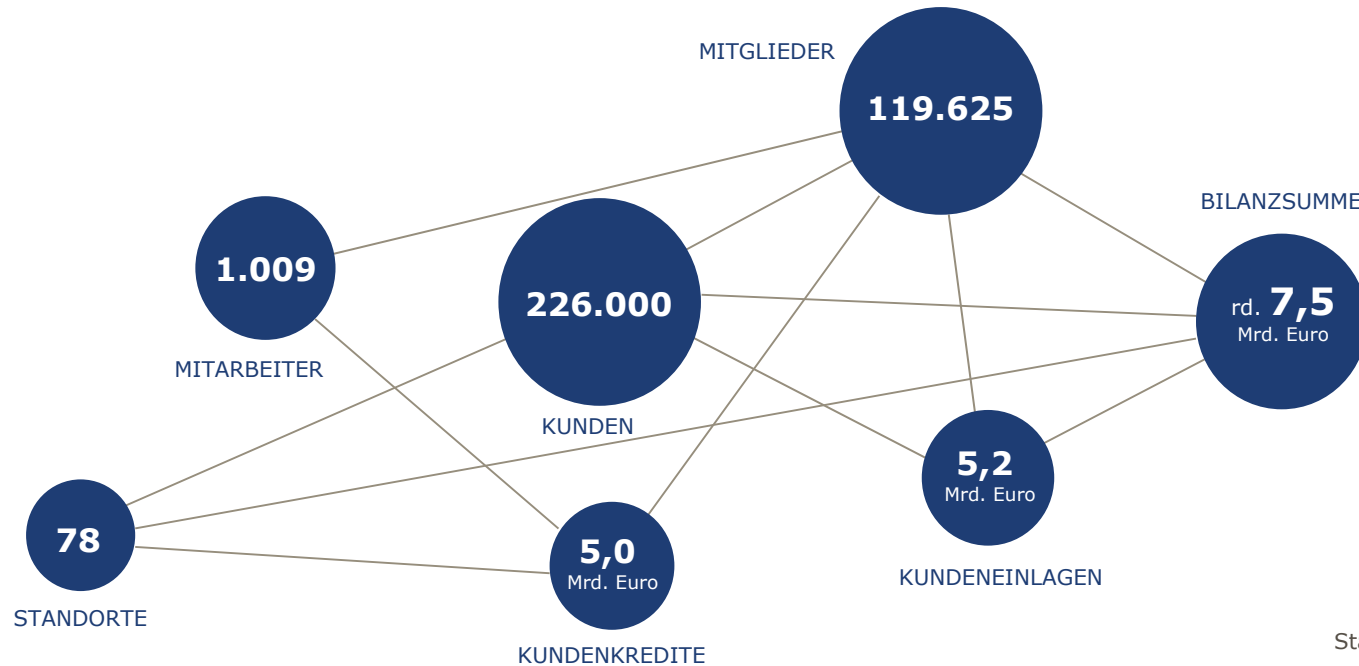 MITGLIEDER
119.625
BILANZSUMME
rd. 7,5
Mrd. Euro
1.009
MITARBEITER
226.000
KUNDEN
5,2
Mrd. Euro
KUNDENEINLAGEN
78
STANDORTE
5,0
Mrd. Euro
KUNDENKREDITE